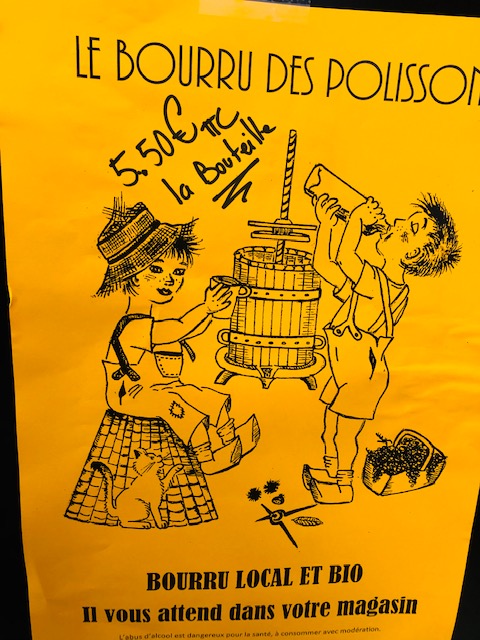 LE BOURRU DES POLISSON
5.50€ TTC
la Bouteille
BOURRU LOCAL ET BIO
Il vous attend dans votre magasin
L'abus d'alcool est dangereux pour la santé, à consommer avec modération.